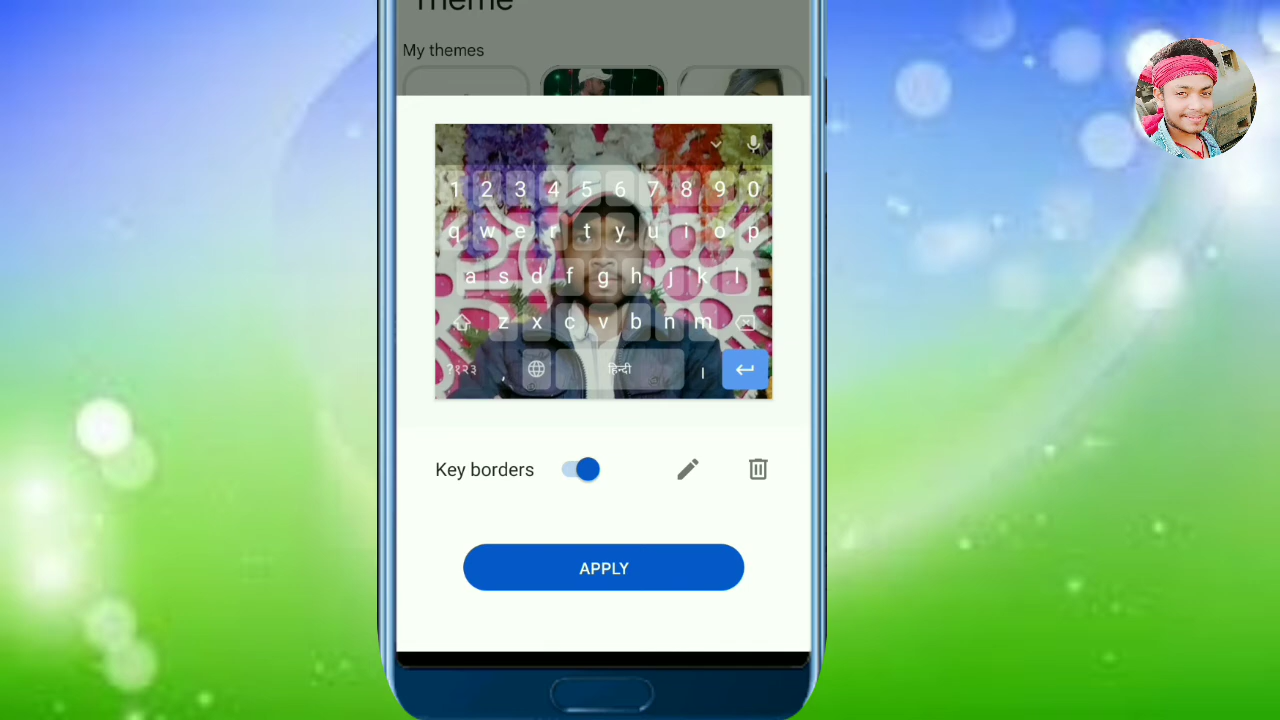 Theme
My themes
1 2 3 4 5 6 7 8 9 0
q w e r t y u i o p
a s d f g h j k l
z x c v b n m
?१२३ , हिन्दी |
Key borders
APPLY